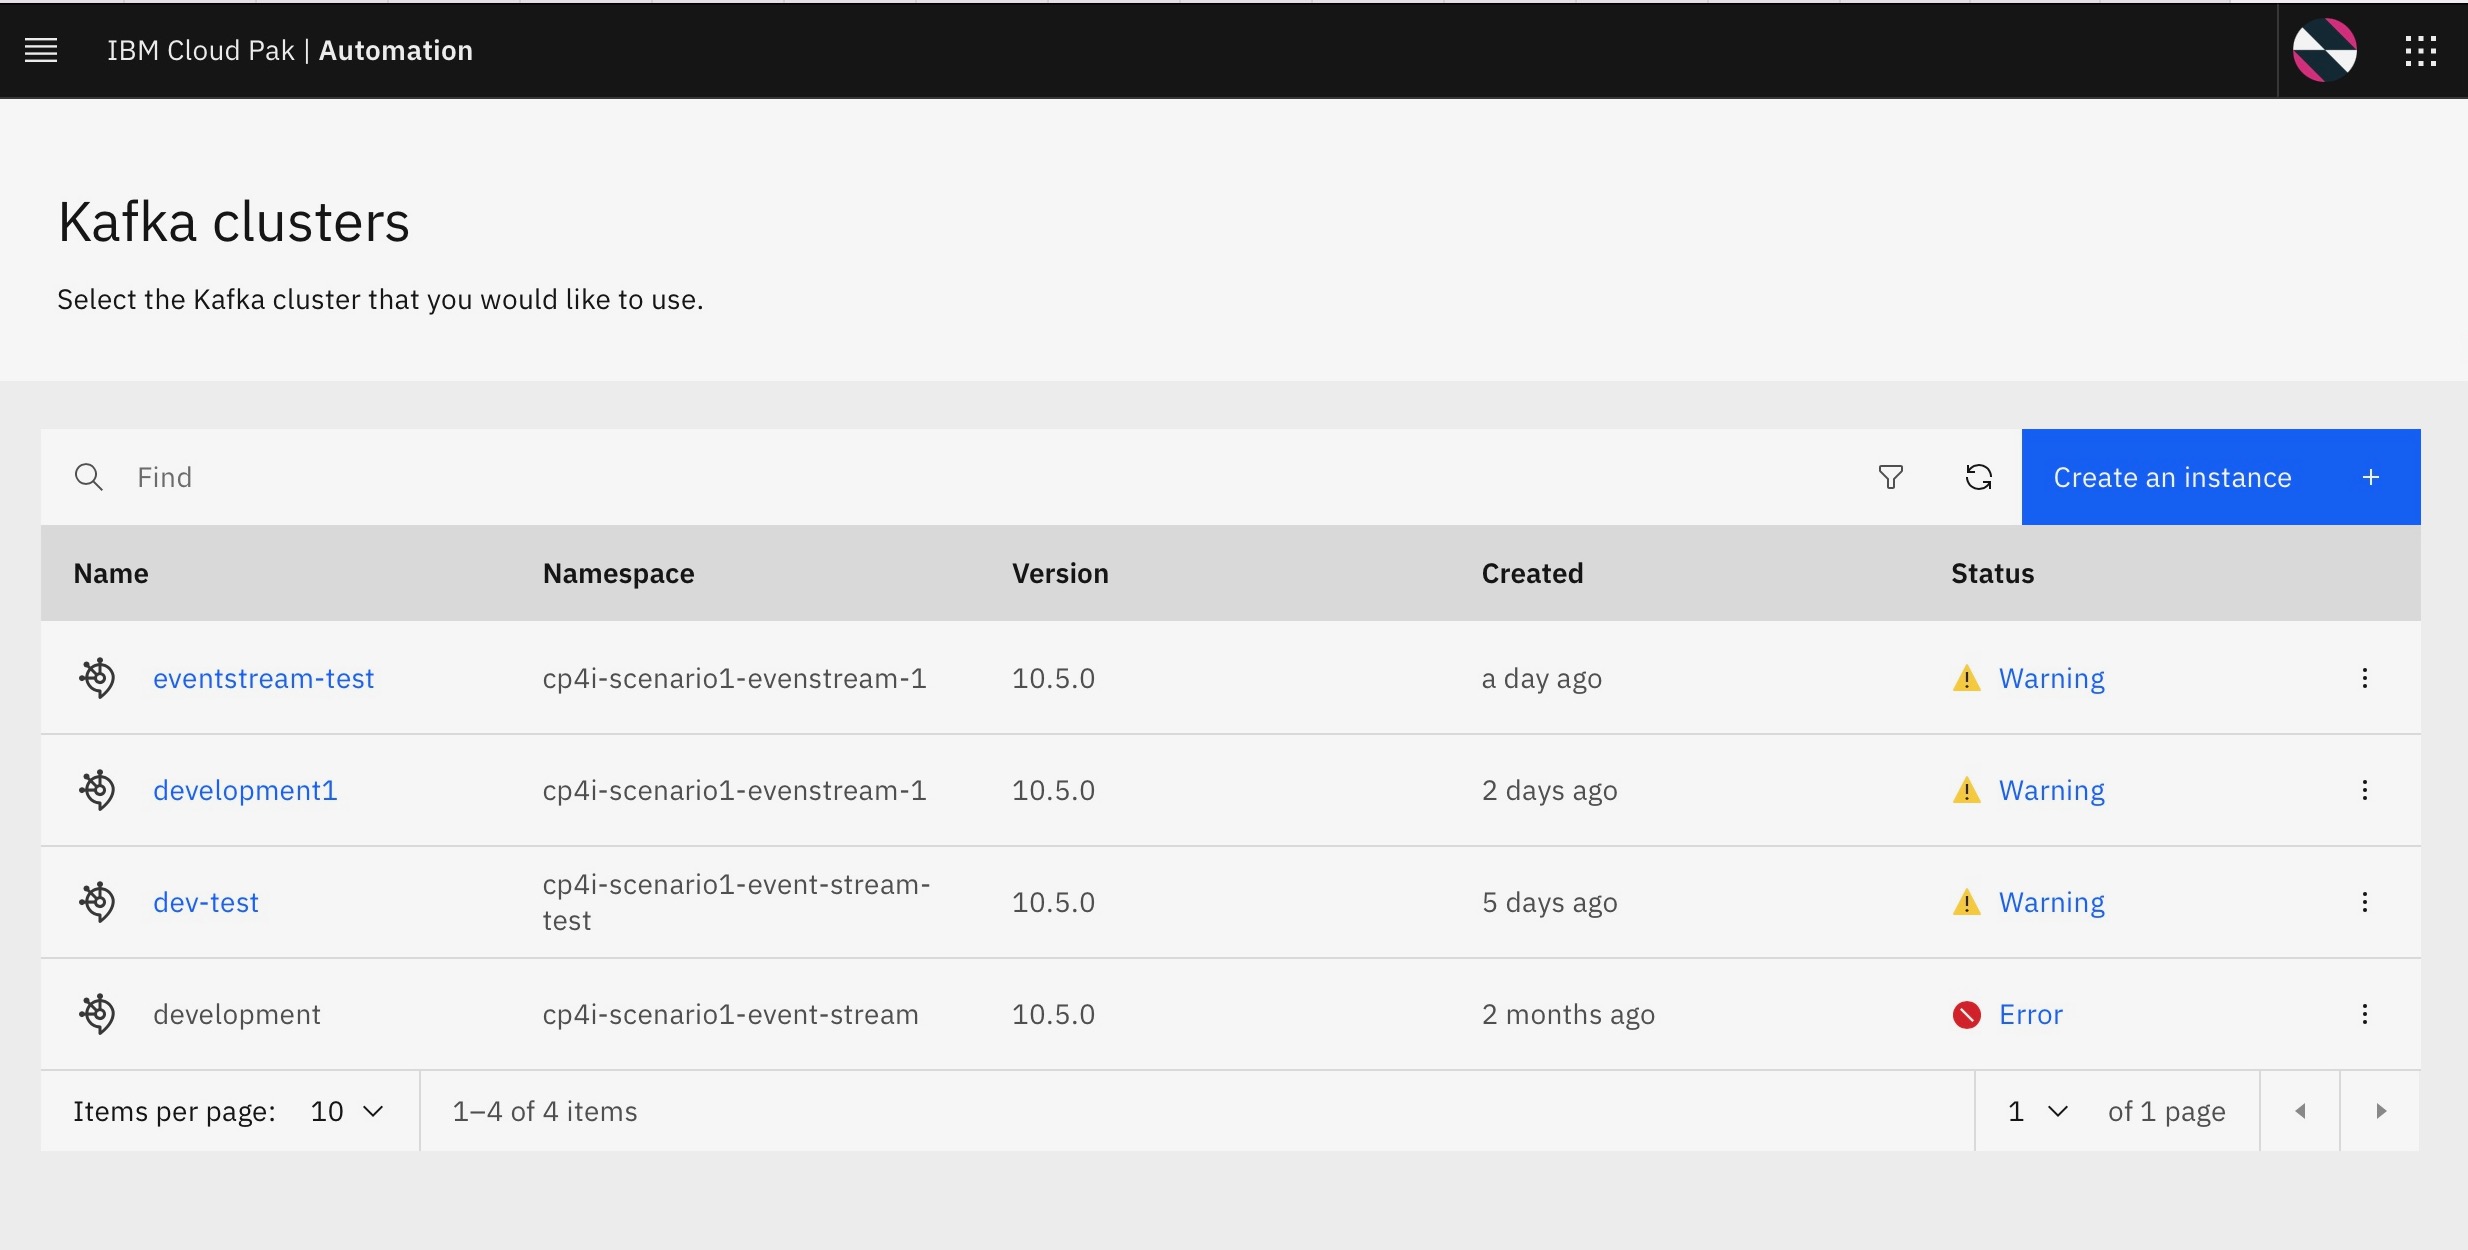 IBM Cloud Pak | Automation
Kafka clusters
Select the Kafka cluster that you would like to use.
Find
Create an instance +
Name Namespace Version Created Status
eventstream-test cp4i-scenario1-evenstream-1 10.5.0 a day ago Warning
development1 cp4i-scenario1-evenstream-1 10.5.0 2 days ago Warning
dev-test cp4i-scenario1-event-stream-
test 10.5.0 5 days ago Warning
development cp4i-scenario1-event-stream 10.5.0 2 months ago Error
Items per page: 10 1–4 of 4 items 1 of 1 page